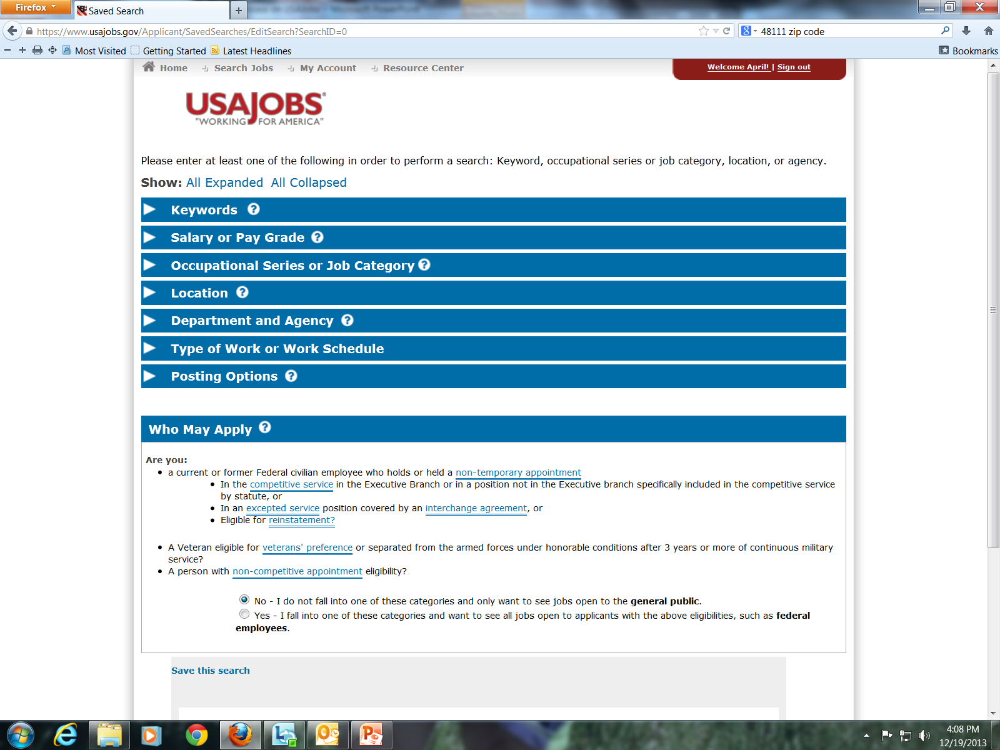 Firefox
Saved Search
https://www.usajobs.gov/Applicant/SavedSearches/EditSearch?SearchID=0
48111 zip code
Most Visited
Getting Started
Latest Headlines
Bookmarks
Home
Search Jobs
My Account
Resource Center
Welcome April! | Sign out
USAJOBS®
"WORKING FOR AMERICA"
Please enter at least one of the following in order to perform a search: Keyword, occupational series or job category, location, or agency.
Show: All Expanded All Collapsed
Keywords ?
Salary or Pay Grade ?
Occupational Series or Job Category ?
Location ?
Department and Agency ?
Type of Work or Work Schedule
Posting Options ?
Who May Apply ?
Are you:
• a current or former Federal civilian employee who holds or held a non-temporary appointment
• In the competitive service in the Executive Branch or in a position not in the Executive branch specifically included in the competitive service
by statute, or
• In an excepted service position covered by an interchange agreement, or
• Eligible for reinstatement?
• A Veteran eligible for veterans' preference or separated from the armed forces under honorable conditions after 3 years or more of continuous military
service?
• A person with non-competitive appointment eligibility?
No - I do not fall into one of these categories and only want to see jobs open to the general public.
Yes - I fall into one of these categories and want to see all jobs open to applicants with the above eligibilities, such as federal
employees.
Save this search
4:08 PM
12/19/2013